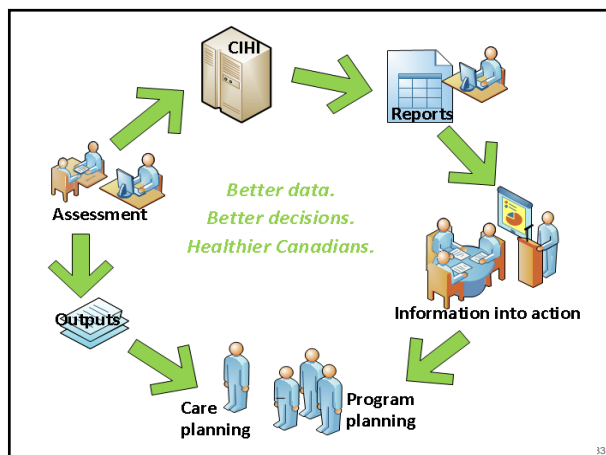 CIHI
Reports
Assessment
Better data.
Better decisions.
Healthier Canadians.
Information into action
Outputs
Care
planning
Program
planning
33